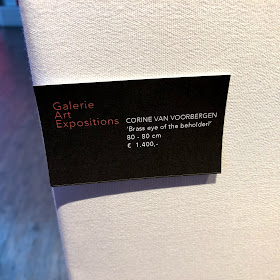 Galerie
Art
Expositions
CORINE VAN VOORBERGEN
'Brass eye of the beholder!'
80 - 80 cm
€ 1.400,-